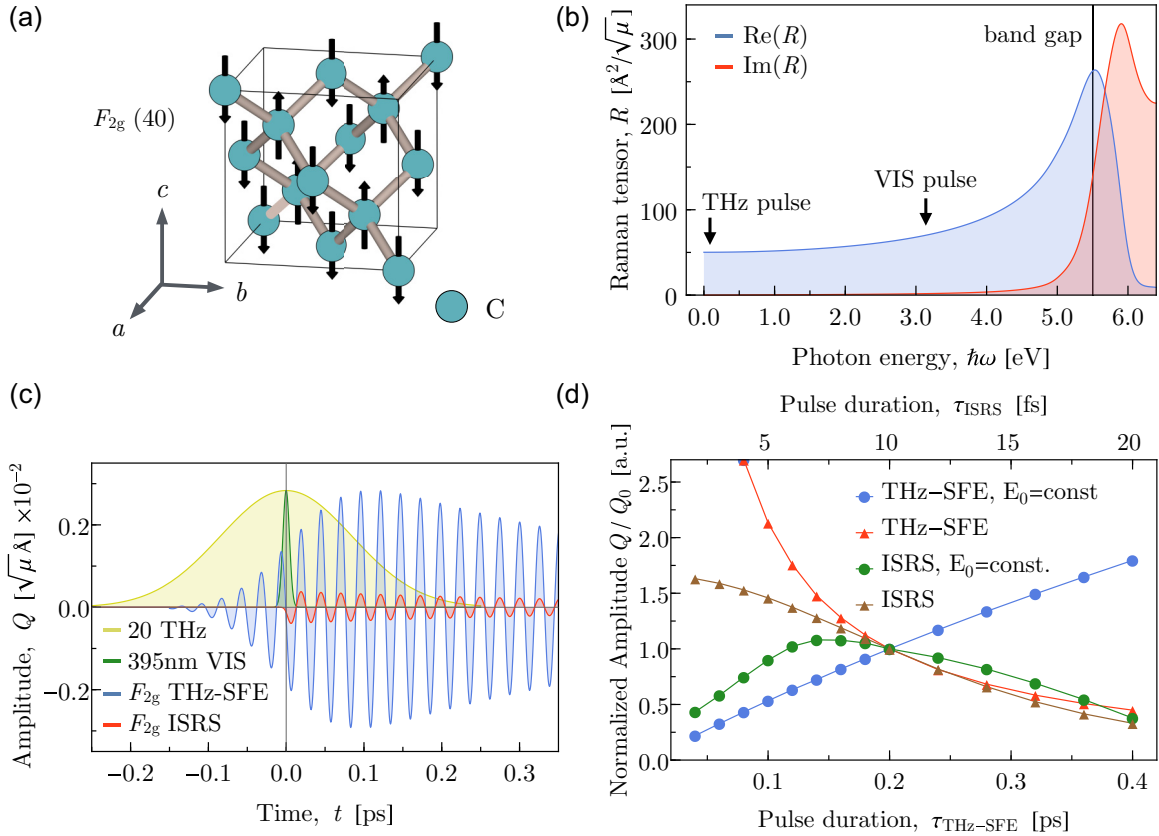 (a)
F2g (40)
c
b
a
C
(b)
Raman tensor, R [Å²/√μ]
300
200
100
0
Re(R)
Im(R)
band gap
THz pulse
VIS pulse
0.0 1.0 2.0 3.0 4.0 5.0 6.0
Photon energy, ħω [eV]
(c)
Amplitude, Q [√μ Å] ×10⁻²
0.2
0.0
−0.2
20 THz
395nm VIS
F2g THz-SFE
F2g ISRS
−0.2 −0.1 0.0 0.1 0.2 0.3
Time, t [ps]
(d)
Pulse duration, τISRS [fs]
5 10 15 20
Normalized Amplitude Q / Q0 [a.u.]
2.5
2.0
1.5
1.0
0.5
0.0
THz−SFE, E0=const
THz−SFE
ISRS, E0=const.
ISRS
0.1 0.2 0.3 0.4
Pulse duration, τTHz−SFE [ps]